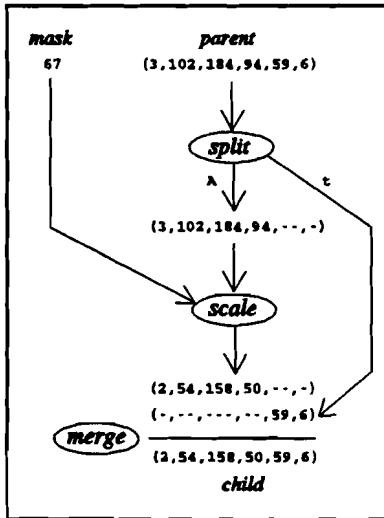 mask parent
67 (3,102,184,94,59,6)
split
λ t
(3,102,184,94,--,-)
scale
(2,54,158,50,--,-)
(-,--,---,--,59,6)
merge
(2,54,158,50,59,6)
child